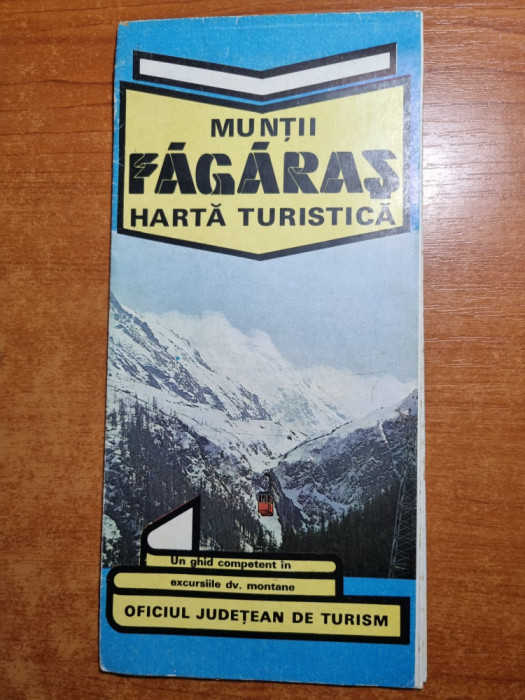 MUNȚII
FĂGĂRAȘ
HARTĂ TURISTICĂ
Un ghid competent în
excursiile dv. montane
OFICIUL JUDEȚEAN DE TURISM